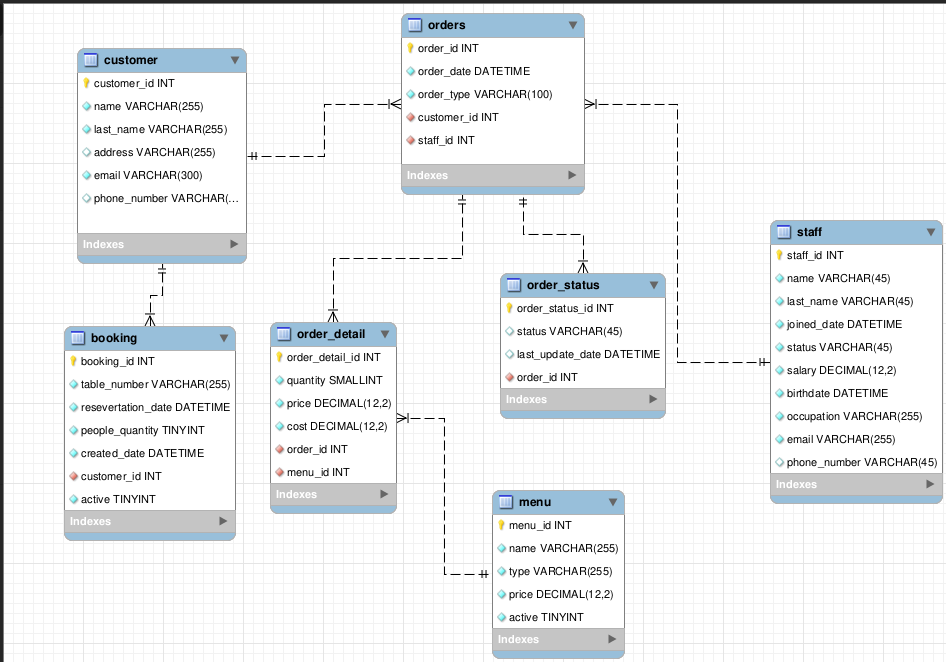 customer
customer_id INT
name VARCHAR(255)
last_name VARCHAR(255)
address VARCHAR(255)
email VARCHAR(300)
phone_number VARCHAR(...
Indexes
orders
order_id INT
order_date DATETIME
order_type VARCHAR(100)
customer_id INT
staff_id INT
Indexes
staff
staff_id INT
name VARCHAR(45)
last_name VARCHAR(45)
joined_date DATETIME
status VARCHAR(45)
salary DECIMAL(12,2)
birthdate DATETIME
occupation VARCHAR(255)
email VARCHAR(255)
phone_number VARCHAR(45)
Indexes
booking
booking_id INT
table_number VARCHAR(255)
resevertation_date DATETIME
people_quantity TINYINT
created_date DATETIME
customer_id INT
active TINYINT
Indexes
order_detail
order_detail_id INT
quantity SMALLINT
price DECIMAL(12,2)
cost DECIMAL(12,2)
order_id INT
menu_id INT
Indexes
order_status
order_status_id INT
status VARCHAR(45)
last_update_date DATETIME
order_id INT
Indexes
menu
menu_id INT
name VARCHAR(255)
type VARCHAR(255)
price DECIMAL(12,2)
active TINYINT
Indexes